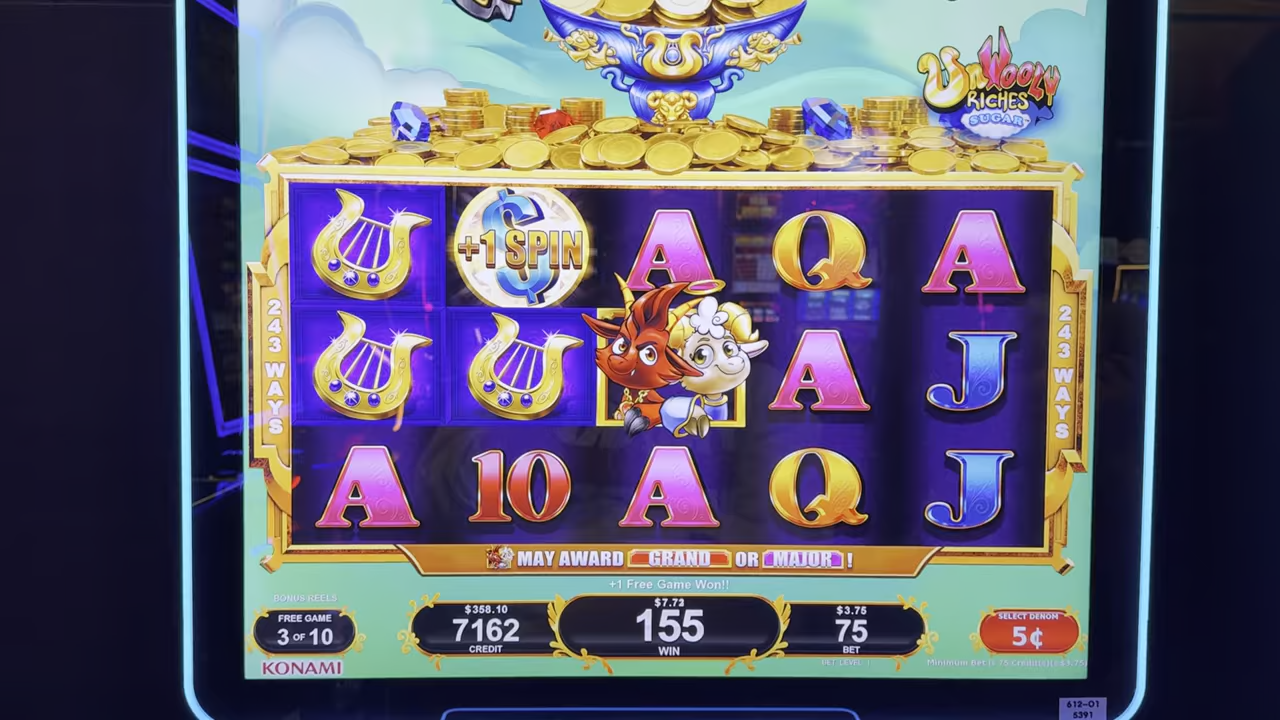 UnWooly
RICHES
SUGAR
+1 SPIN
A Q A
243 WAYS
243 WAYS
A J
A 10 A Q J
MAY AWARD GRAND OR MAJOR!
+1 Free Game Won!!
BONUS REELS
FREE GAME
3 OF 10
$358.10
7162
CREDIT
155
WIN
$3.75
75
BET
SELECT DENOM
5¢
KONAMI
612-01
5391